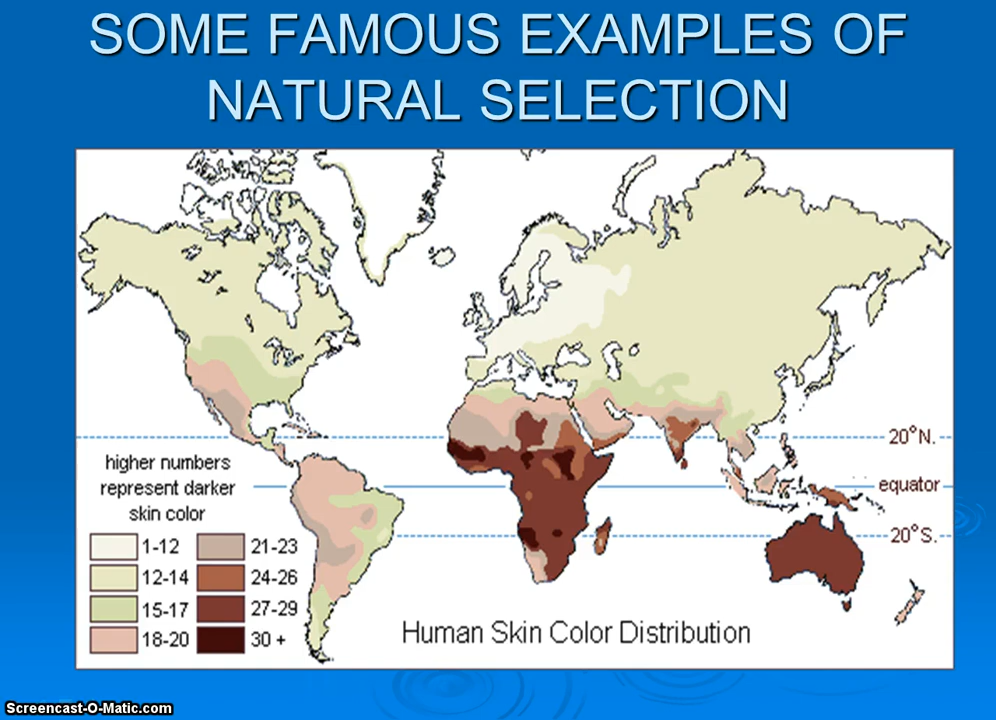 SOME FAMOUS EXAMPLES OF
NATURAL SELECTION
20°N.
higher numbers
represent darker
skin color
equator
20°S.
1-12
21-23
12-14
24-26
15-17
27-29
18-20
30 +
Human Skin Color Distribution
Screencast-O-Matic.com